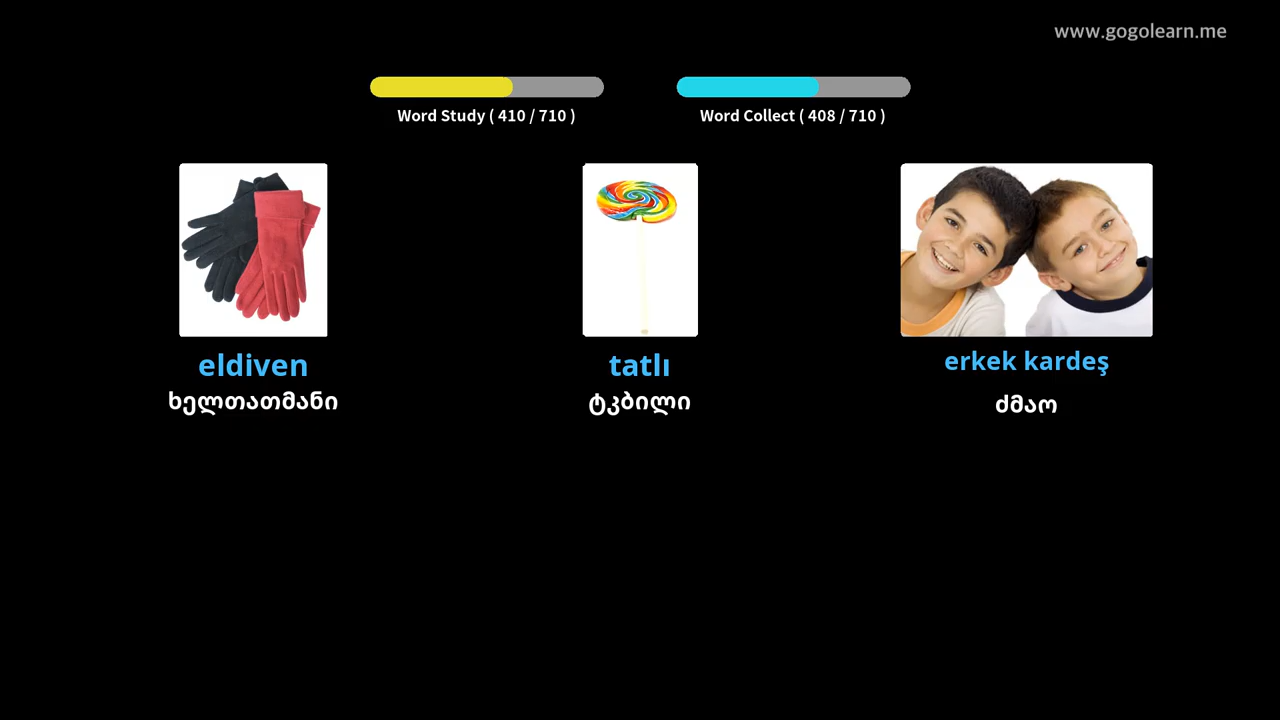 www.gogolearn.me
Word Study ( 410 / 710 )
Word Collect ( 408 / 710 )
eldiven
ხელთათმანი
tatlı
ტკბილი
erkek kardeş
ძმაო